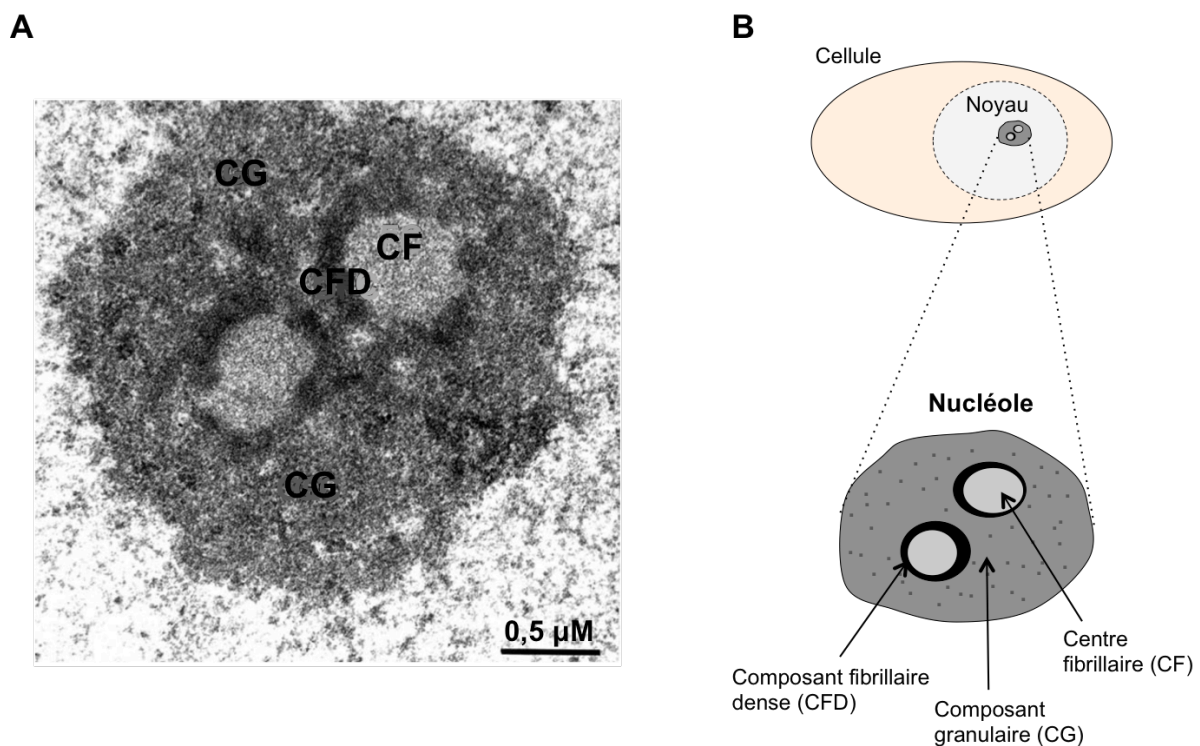 A
CG
CF
CFD
CG
0,5 µM
B
Cellule
Noyau
Nucléole
Composant fibrillaire
dense (CFD)
Composant
granulaire (CG)
Centre
fibrillaire (CF)